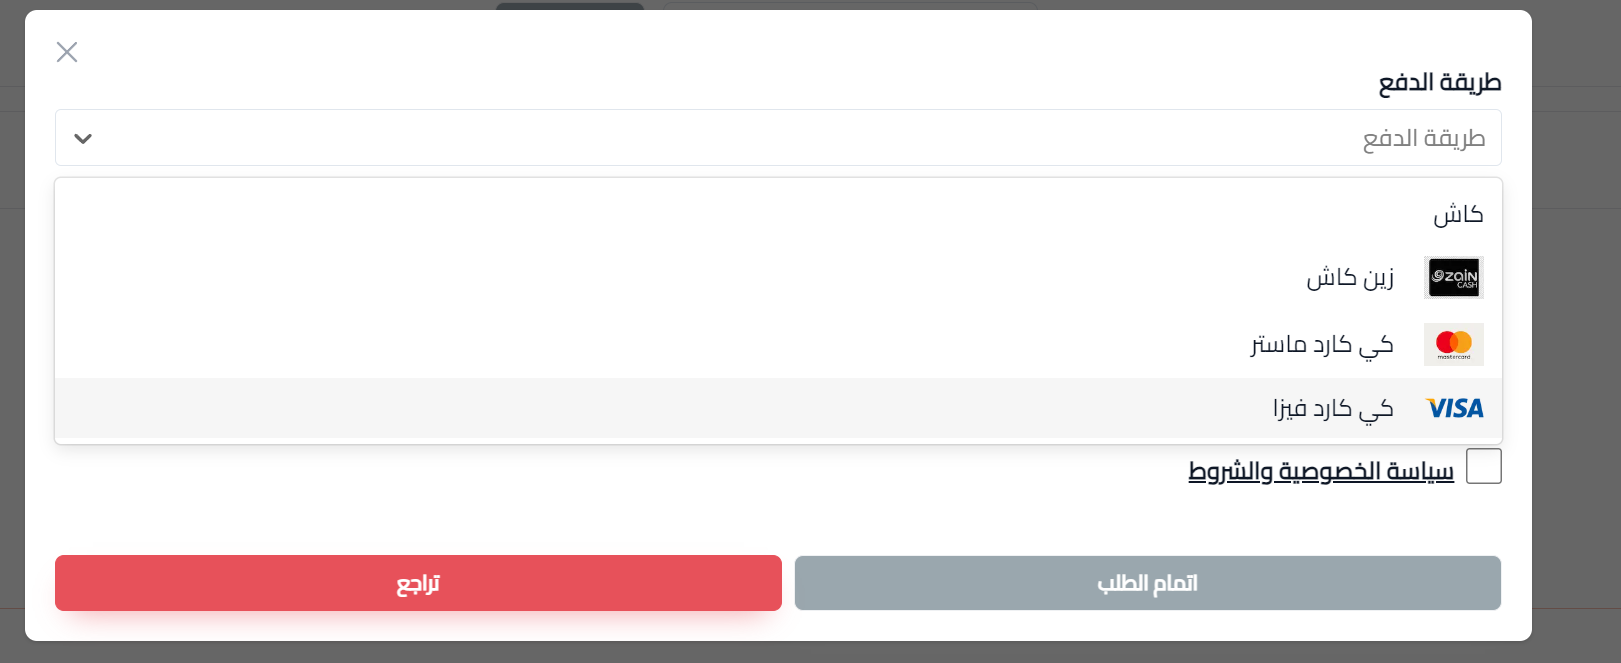 طريقة الدفع
طريقة الدفع
كاش
zain CASH زين كاش
mastercard كي كارد ماستر
VISA كي كارد فيزا
سياسة الخصوصية والشروط
اتمام الطلب
تراجع